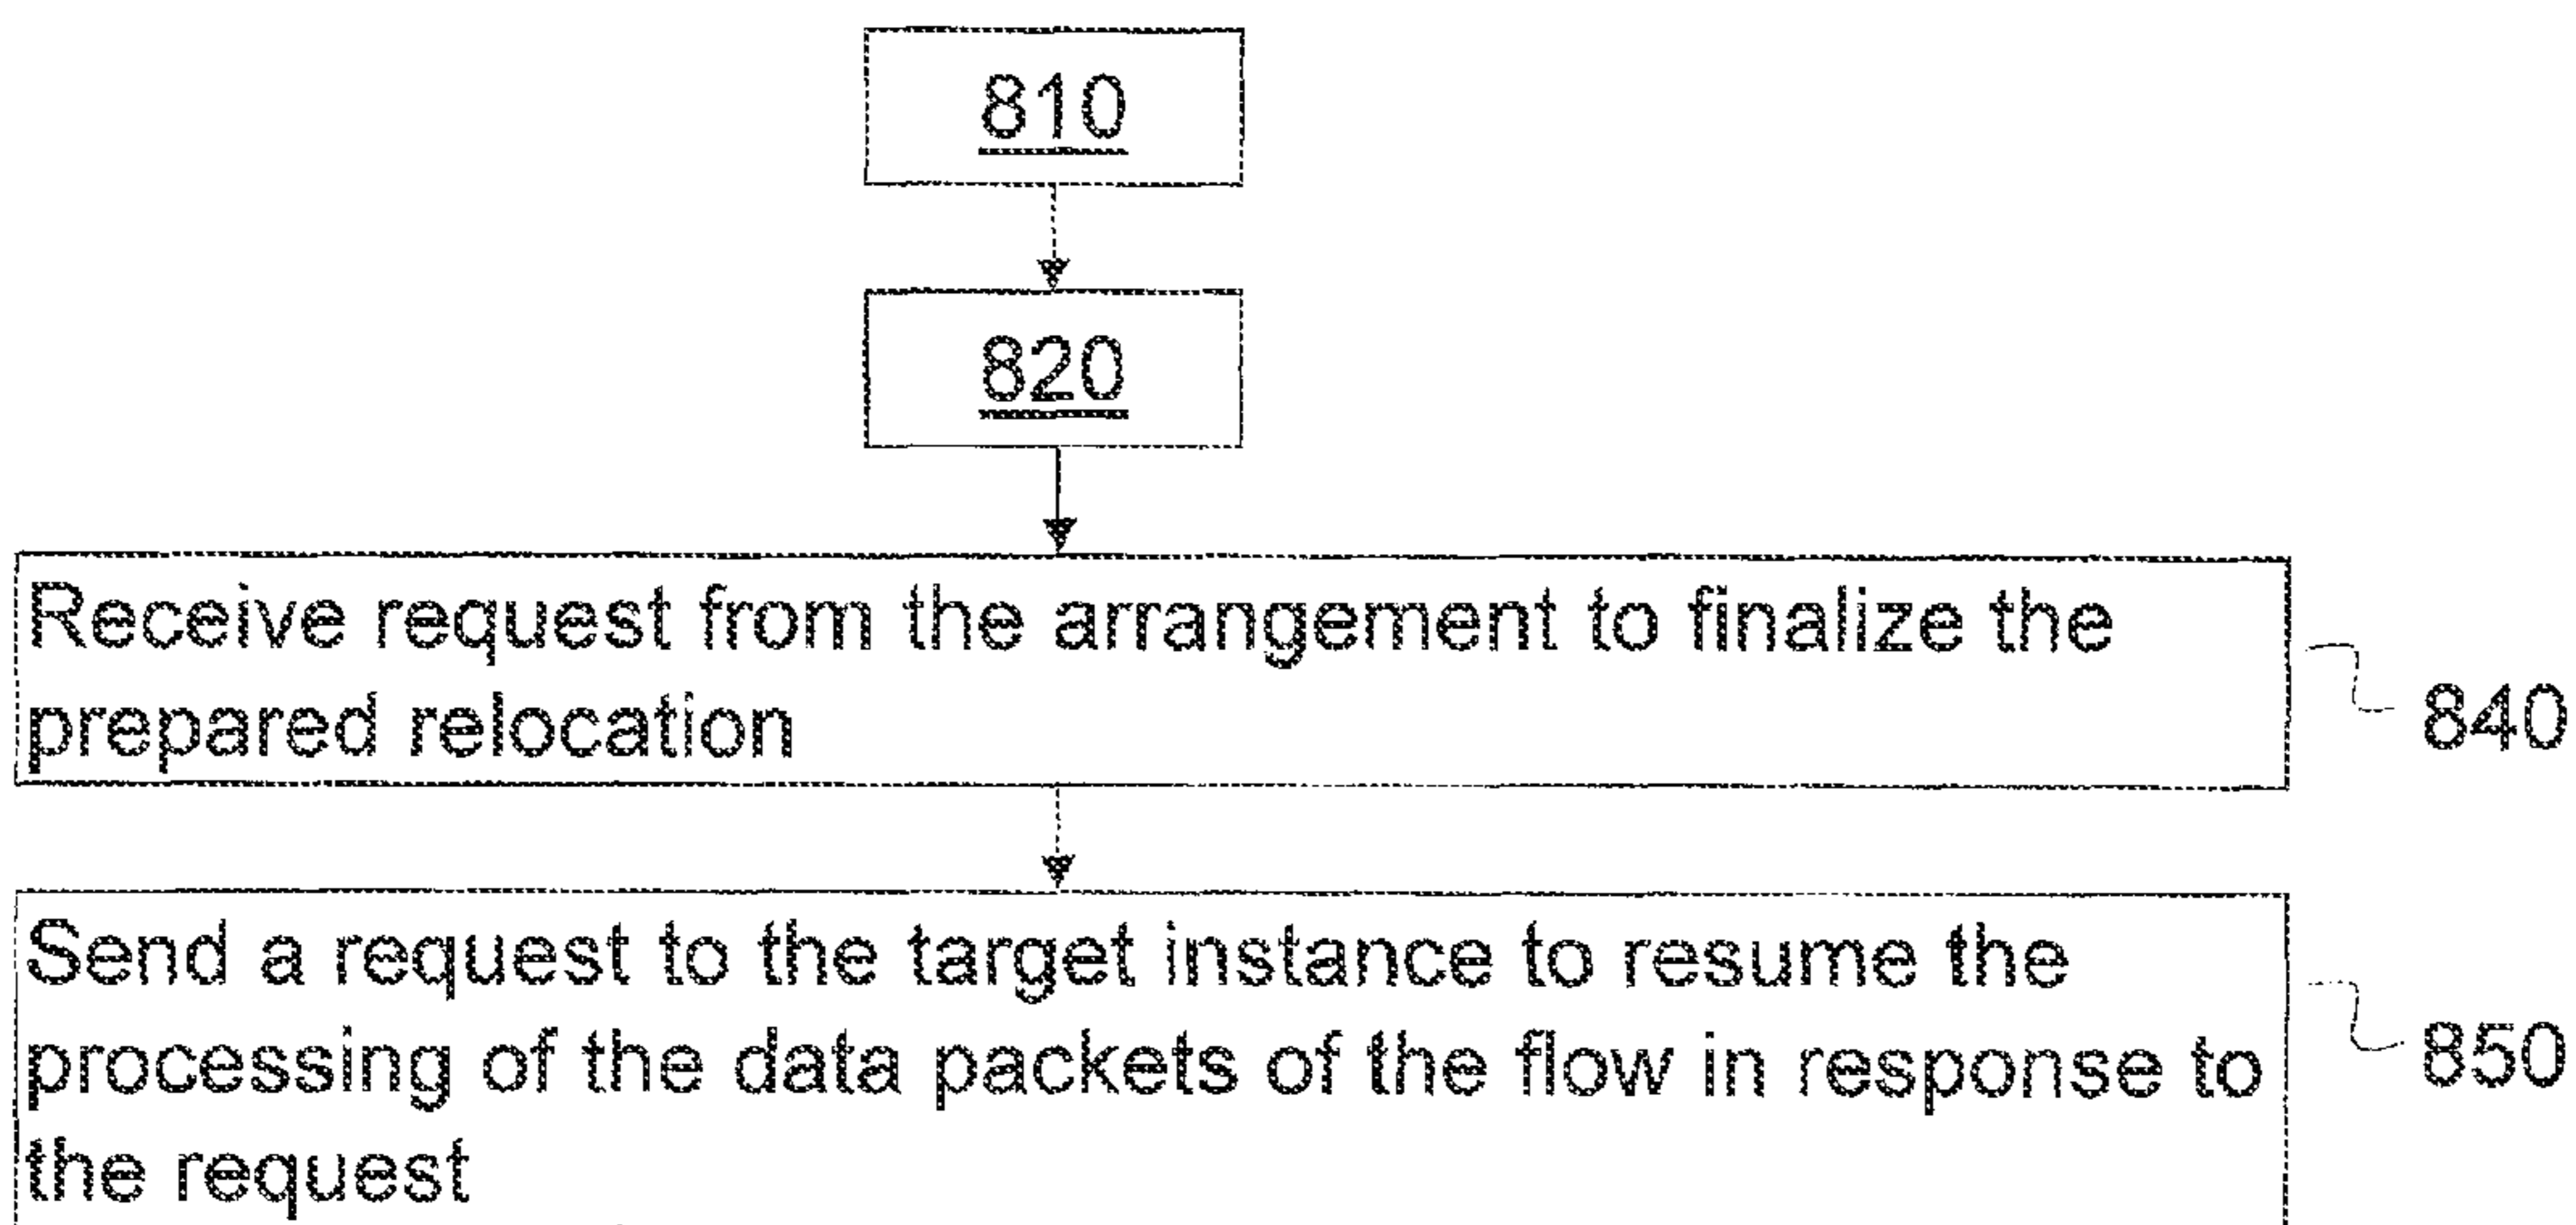 810
820
Receive request from the arrangement to finalize the
prepared relocation
840
Send a request to the target instance to resume the
processing of the data packets of the flow in response to
the request
850